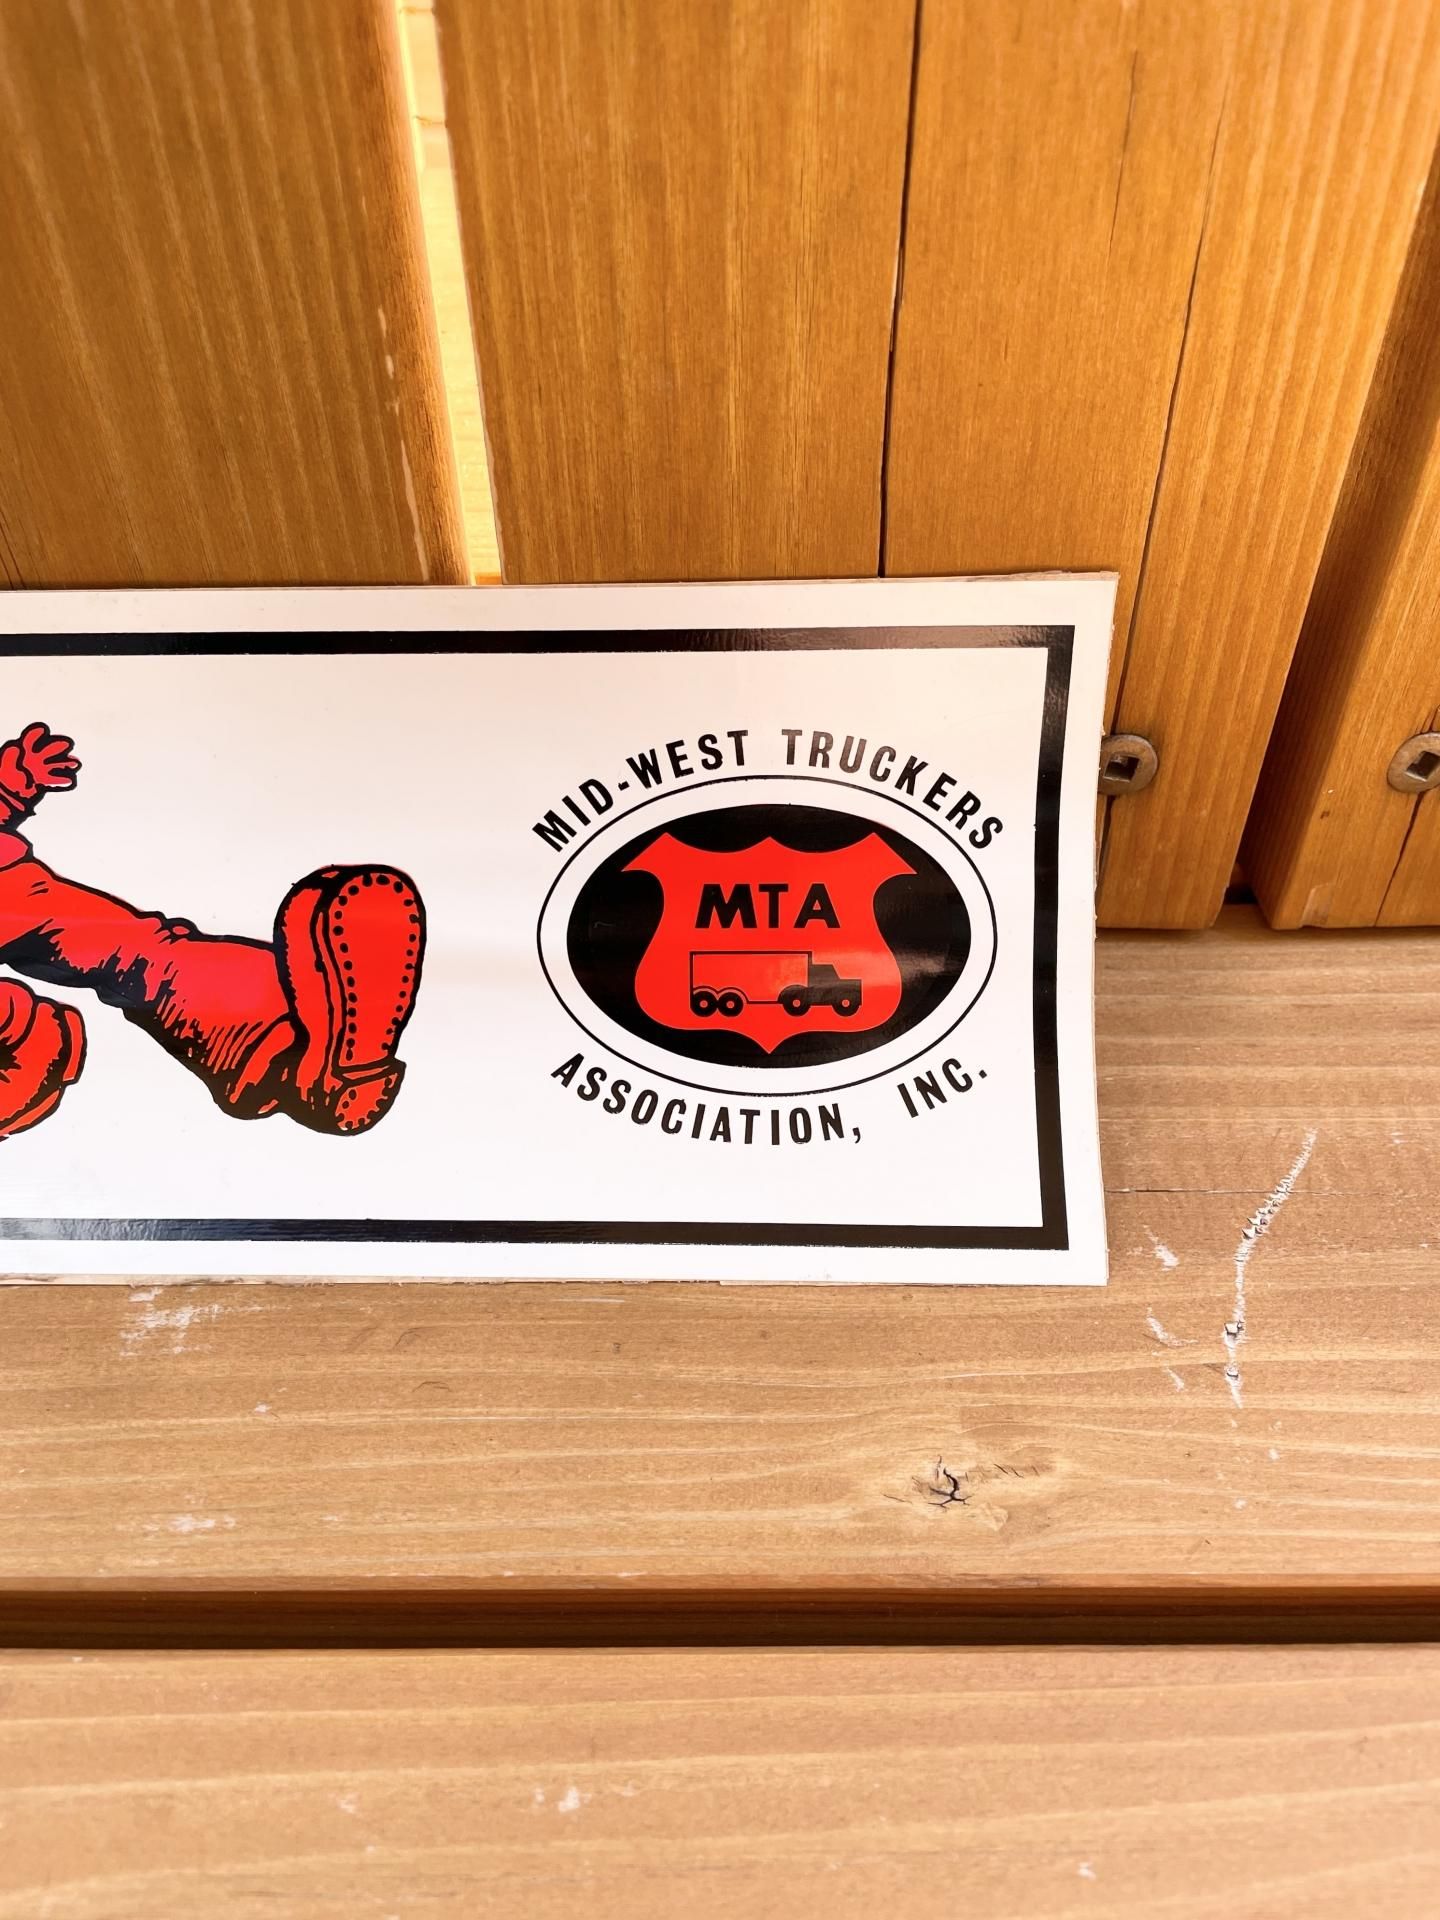 MID-WEST TRUCKERS
MTA
ASSOCIATION, INC.